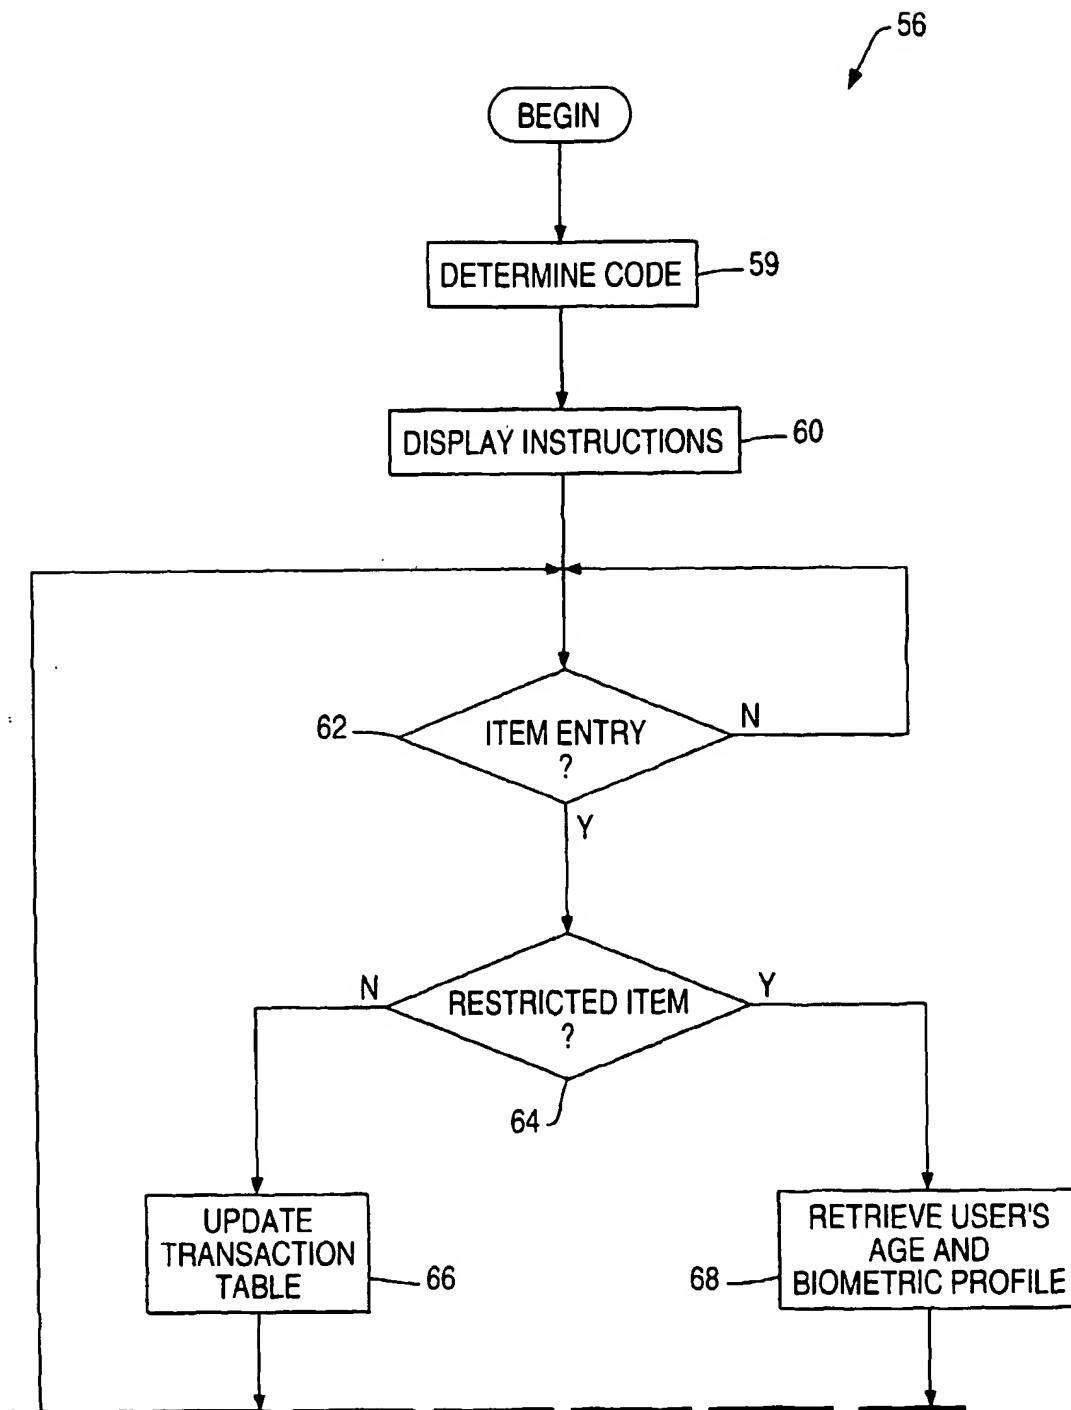 56
BEGIN
DETERMINE CODE
59
DISPLAY INSTRUCTIONS
60
62
ITEM ENTRY
?
N
Y
N
RESTRICTED ITEM
?
Y
64
UPDATE
TRANSACTION
TABLE
66
68
RETRIEVE USER'S
AGE AND
BIOMETRIC PROFILE